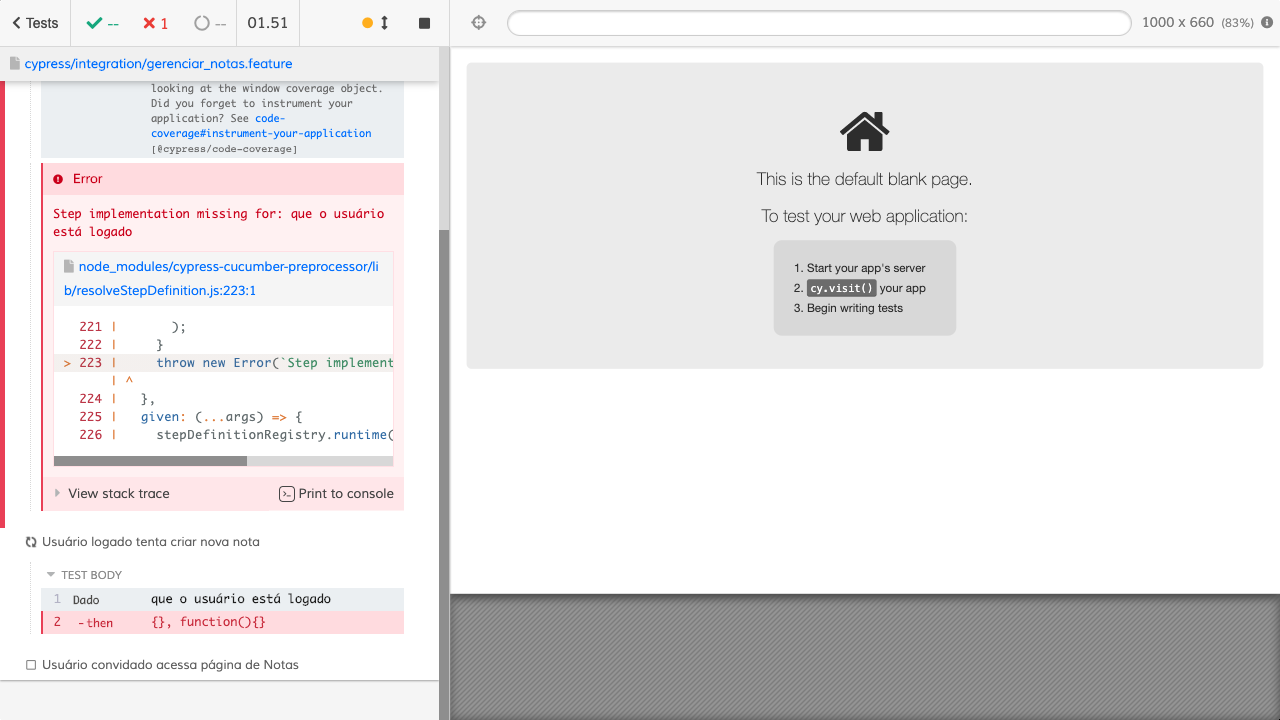 Tests
--
1
--
01.51
1000 x 660 (83%)
cypress/integration/gerenciar_notas.feature
looking at the window coverage object.
Did you forget to instrument your
application? See code-
coverage#instrument-your-application
[@cypress/code-coverage]
Error
Step implementation missing for: que o usuário
está logado
node_modules/cypress-cucumber-preprocessor/li
b/resolveStepDefinition.js:223:1
221 |       );
222 |     }
> 223 |     throw new Error(`Step implement
| ^
224 |   },
225 |   given: (...args) => {
226 |     stepDefinitionRegistry.runtime(
View stack trace
Print to console
Usuário logado tenta criar nova nota
TEST BODY
1 Dado que o usuário está logado
2 -then {}, function(){}
Usuário convidado acessa página de Notas
This is the default blank page.
To test your web application:
1. Start your app's server
2. cy.visit() your app
3. Begin writing tests